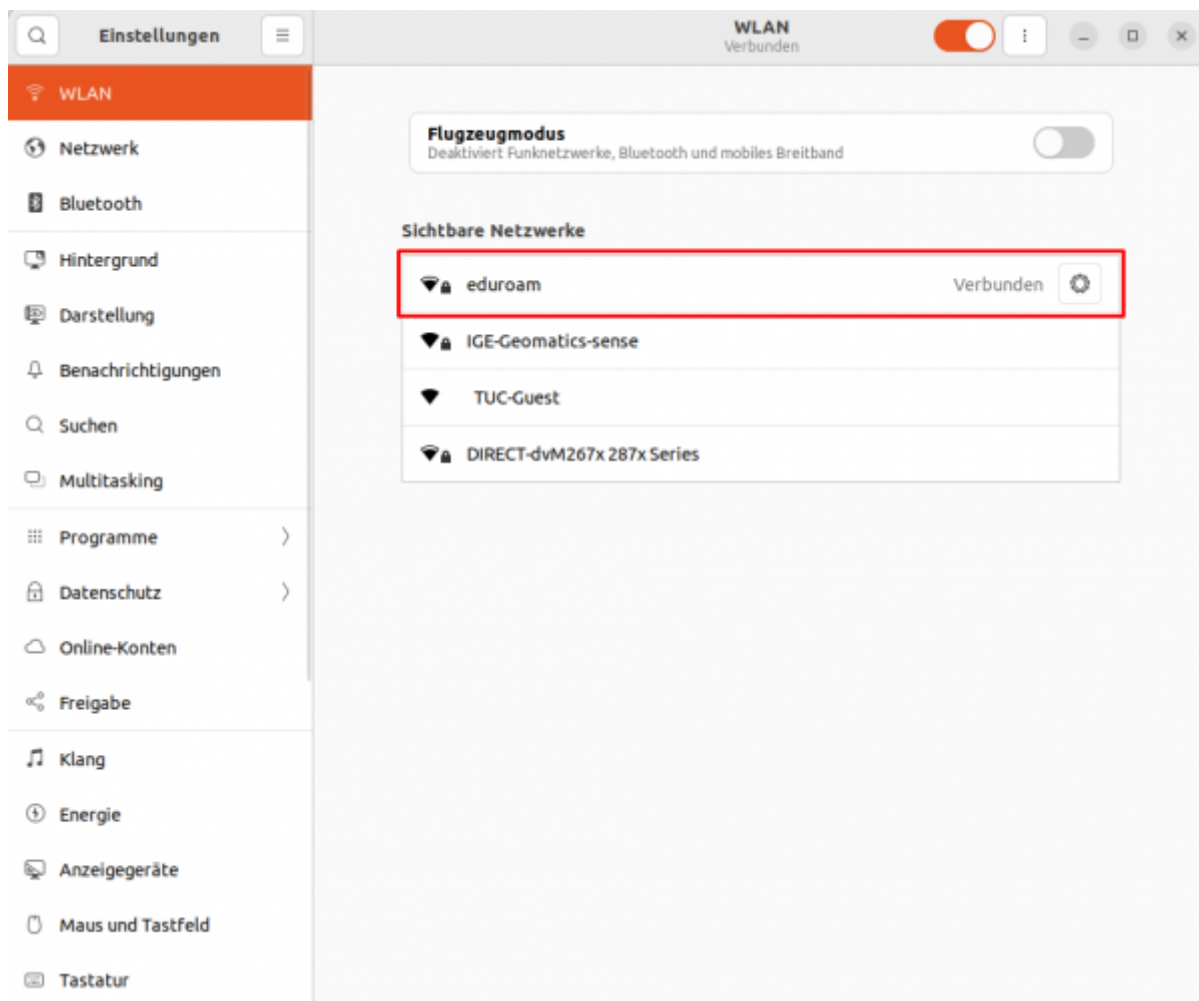 Einstellungen
WLAN
Verbunden
WLAN
Netzwerk
Bluetooth
Hintergrund
Darstellung
Benachrichtigungen
Suchen
Multitasking
Programme
Datenschutz
Online-Konten
Freigabe
Klang
Energie
Anzeigegeräte
Maus und Tastfeld
Tastatur
Flugzeugmodus
Deaktiviert Funknetzwerke, Bluetooth und mobiles Breitband
Sichtbare Netzwerke
eduroam Verbunden
IGE-Geomatics-sense
TUC-Guest
DIRECT-dvM267x 287x Series